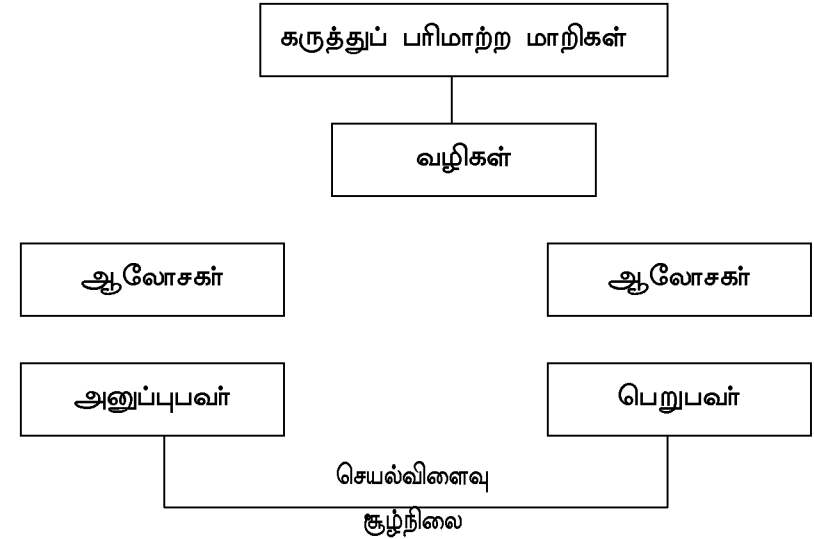 கருத்துப் பரிமாற்ற மாறிகள்
வழிகள்
ஆலோசகர்
ஆலோசகர்
அனுப்புபவர்
பெறுபவர்
செயல்விளைவு
சூழ்நிலை